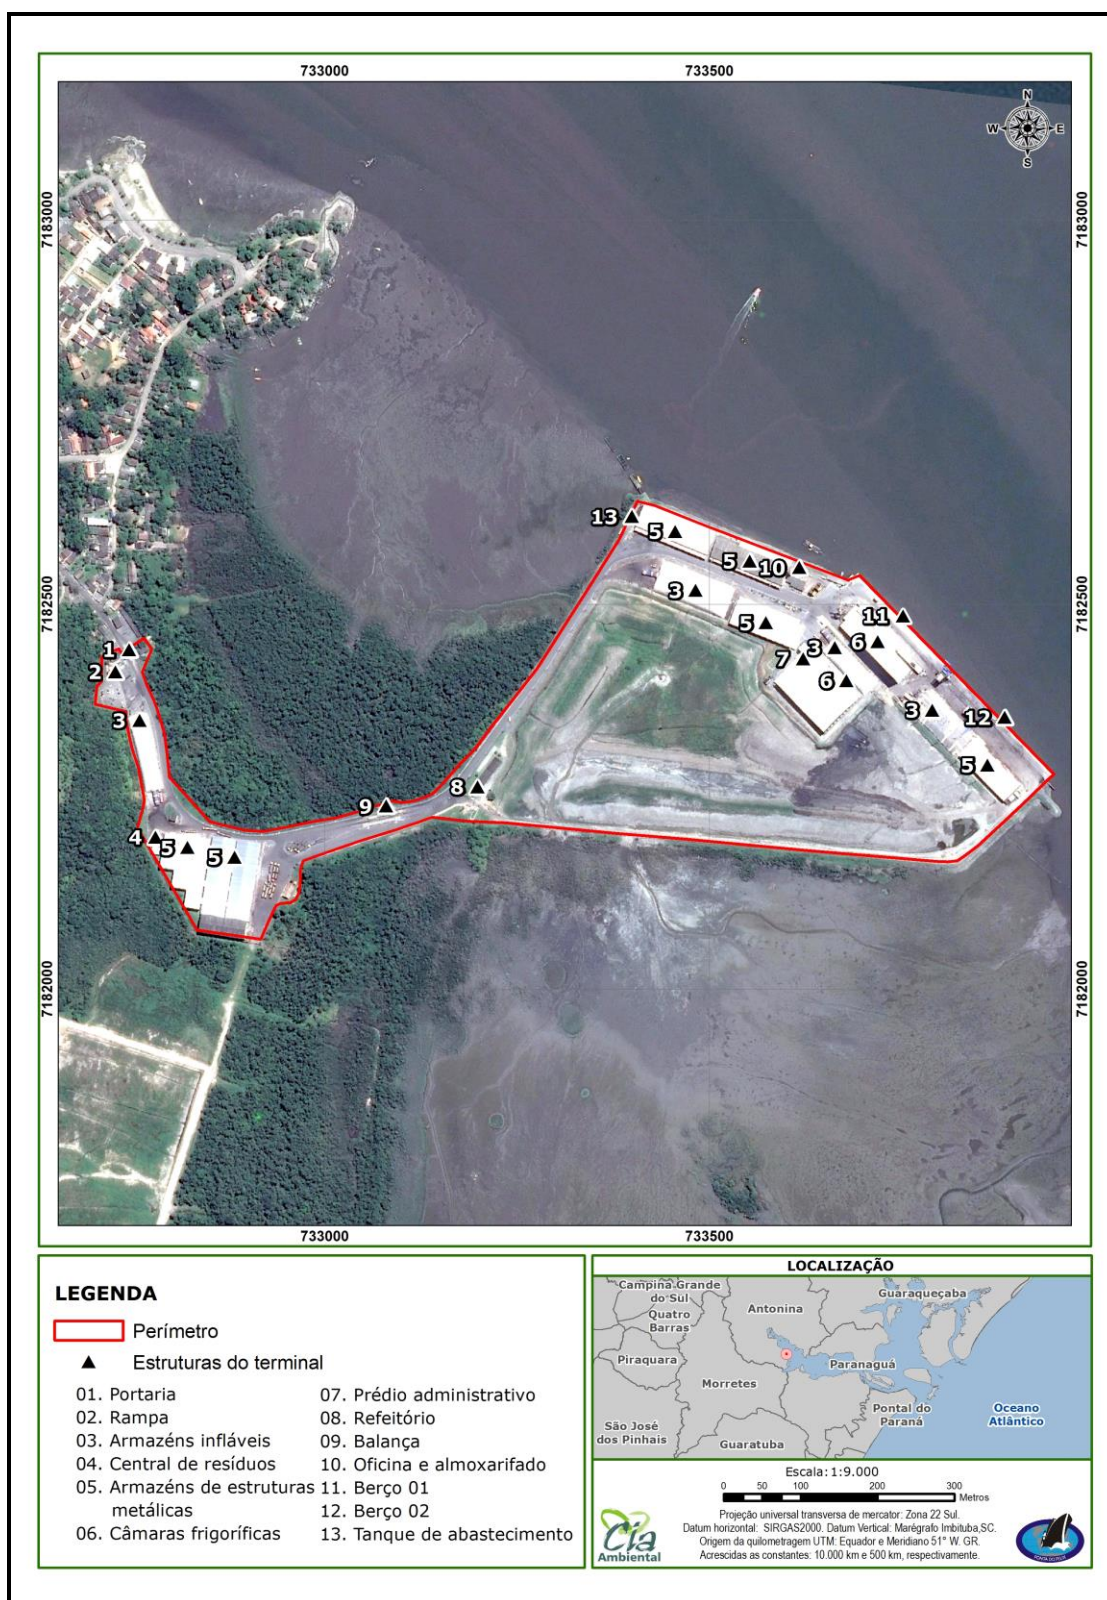 733000
733500
N
W
E
S
7183000
7183000
13
5
5
10
3
7182500
7182500
5
11
3
6
1
7
2
6
3
3
12
5
8
9
4
5
5
7182000
7182000
733000
733500
LEGENDA
Perímetro
Estruturas do terminal
01. Portaria
02. Rampa
03. Armazéns infláveis
04. Central de resíduos
05. Armazéns de estruturas
metálicas
06. Câmaras frigoríficas
07. Prédio administrativo
08. Refeitório
09. Balança
10. Oficina e almoxarifado
11. Berço 01
12. Berço 02
13. Tanque de abastecimento
LOCALIZAÇÃO
Campina Grande
do Sul
Guaraqueçaba
Antonina
Quatro
Barras
Piraquara
Paranaguá
Morretes
Pontal do
Paraná
Oceano
Atlântico
São José
dos Pinhais
Guaratuba
Escala: 1:9.000
0 50 100 200 300
Metros
Projeção universal transversa de mercator: Zona 22 Sul.
Datum horizontal: SIRGAS2000. Datum Vertical: Marégrafo Imbituba,SC.
Origem da quilometragem UTM: Equador e Meridiano 51° W. GR.
Acrescidas as constantes: 10.000 km e 500 km, respectivamente.
Cia
Ambiental